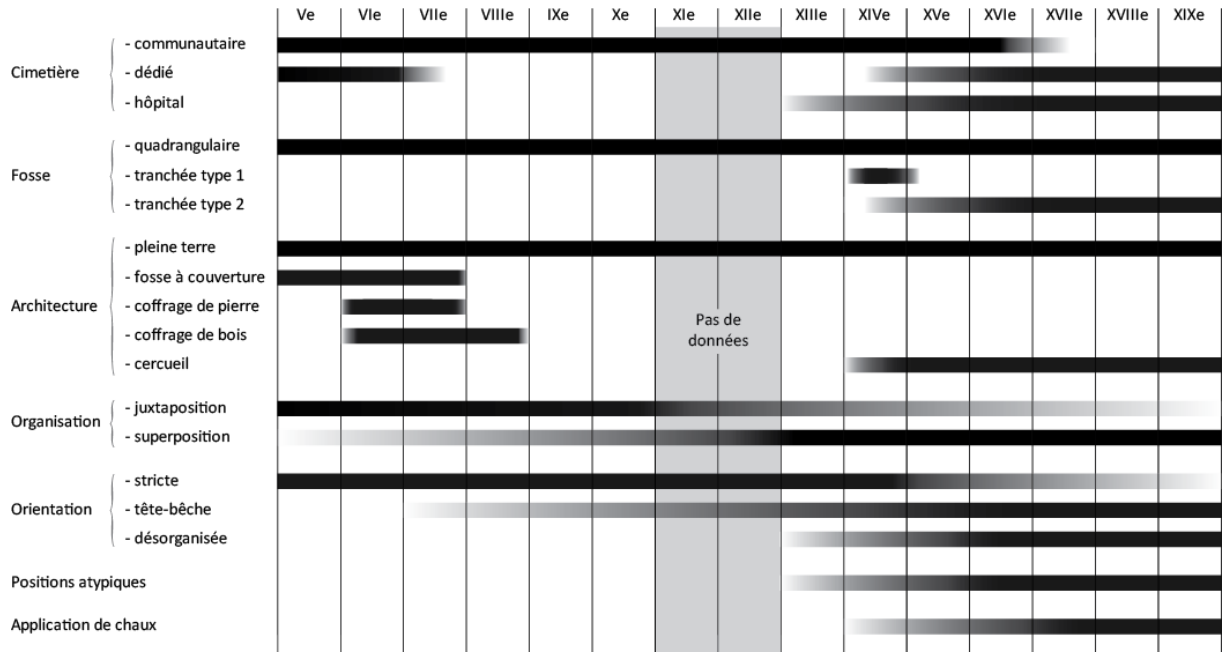 Ve VIe VIIe VIIIe IXe Xe XIe XIIe XIIIe XIVe XVe XVIe XVIIe XVIIIe XIXe
Cimetière
- communautaire
- dédié
- hôpital
Fosse
- quadrangulaire
- tranchée type 1
- tranchée type 2
Architecture
- pleine terre
- fosse à couverture
- coffrage de pierre
- coffrage de bois
- cercueil
Pas de
données
Organisation
- juxtaposition
- superposition
Orientation
- stricte
- tête-bêche
- désorganisée
Positions atypiques
Application de chaux